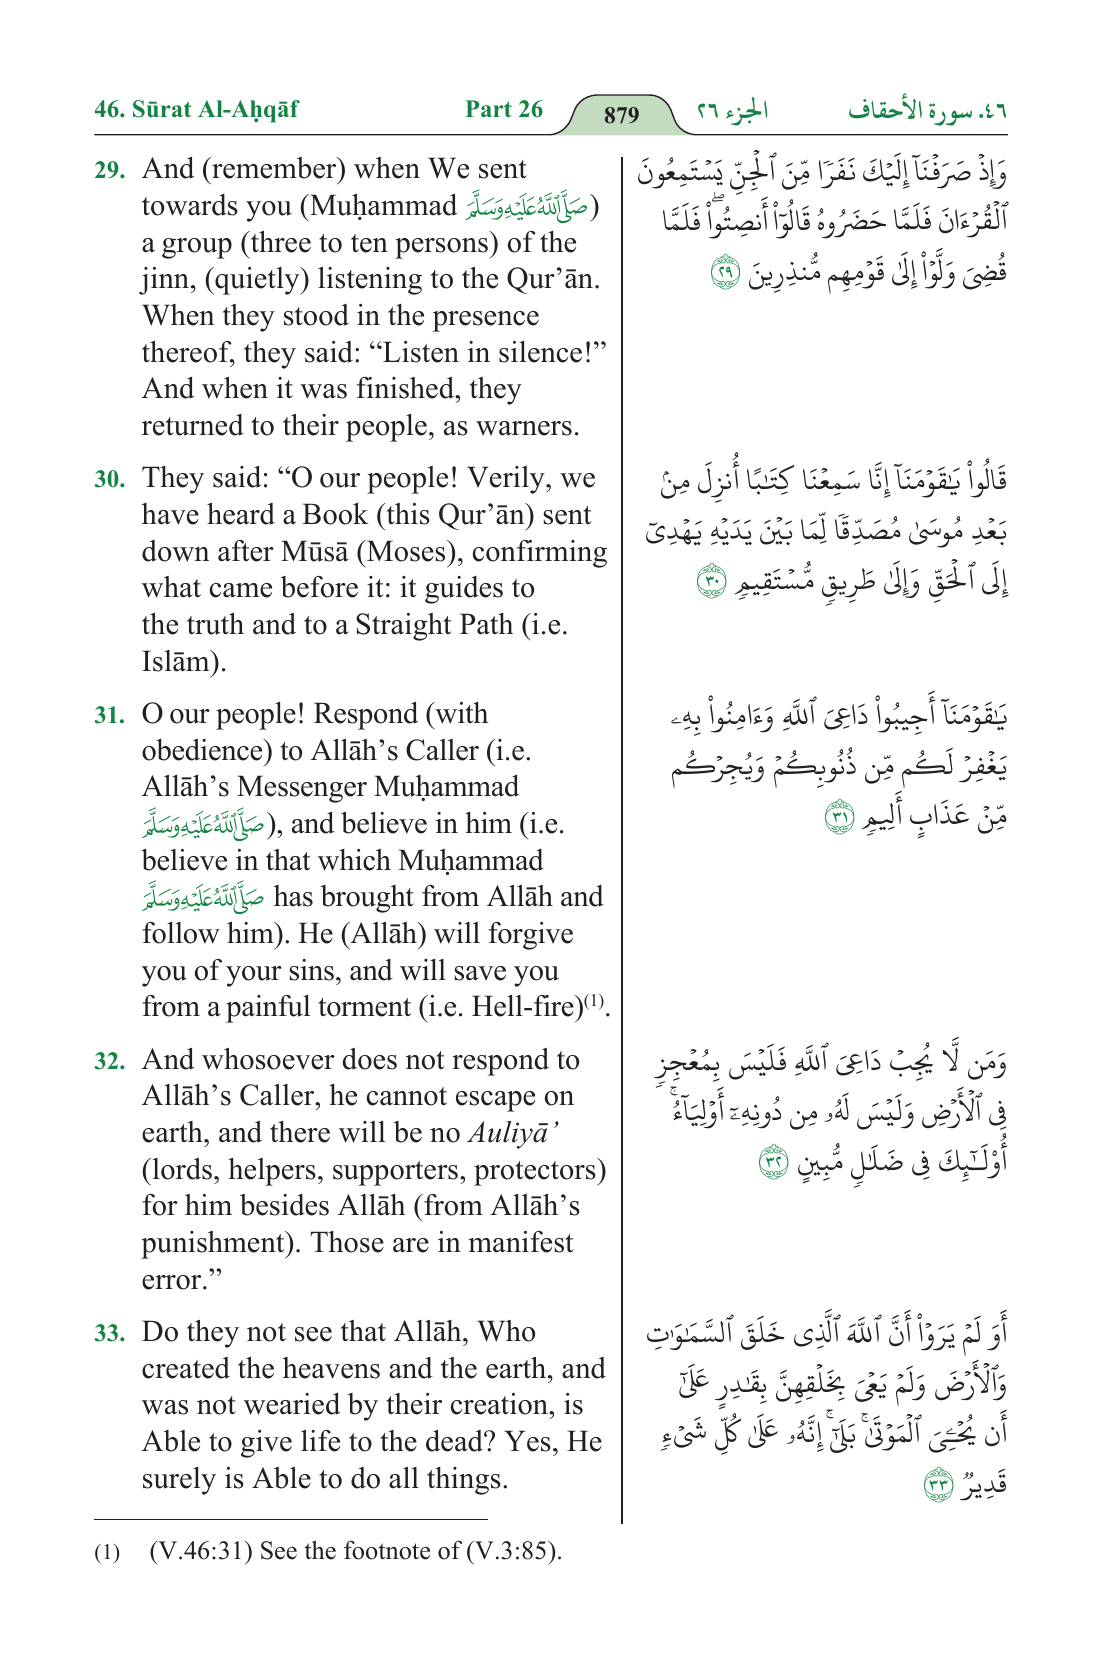 46. Sūrat Al-Aḥqāf Part 26 879 الجزء ٢٦ ٤٦. سورة الأحقاف
29. And (remember) when We sent
towards you (Muḥammad صَلَّى اللَّهُ عَلَيْهِ وَسَلَّمَ)
a group (three to ten persons) of the
jinn, (quietly) listening to the Qur’ān.
When they stood in the presence
thereof, they said: “Listen in silence!”
And when it was finished, they
returned to their people, as warners.
30. They said: “O our people! Verily, we
have heard a Book (this Qur’ān) sent
down after Mūsā (Moses), confirming
what came before it: it guides to
the truth and to a Straight Path (i.e.
Islām).
31. O our people! Respond (with
obedience) to Allāh’s Caller (i.e.
Allāh’s Messenger Muḥammad
صَلَّى اللَّهُ عَلَيْهِ وَسَلَّمَ), and believe in him (i.e.
believe in that which Muḥammad
صَلَّى اللَّهُ عَلَيْهِ وَسَلَّمَ has brought from Allāh and
follow him). He (Allāh) will forgive
you of your sins, and will save you
from a painful torment (i.e. Hell-fire)(1).
32. And whosoever does not respond to
Allāh’s Caller, he cannot escape on
earth, and there will be no Auliyā’
(lords, helpers, supporters, protectors)
for him besides Allāh (from Allāh’s
punishment). Those are in manifest
error.”
33. Do they not see that Allāh, Who
created the heavens and the earth, and
was not wearied by their creation, is
Able to give life to the dead? Yes, He
surely is Able to do all things.
وَإِذۡ صَرَفۡنَآ إِلَيۡكَ نَفَرٗا مِّنَ ٱلۡجِنِّ يَسۡتَمِعُونَ
ٱلۡقُرۡءَانَ فَلَمَّا حَضَرُوهُ قَالُوٓاْ أَنصِتُواْۖ فَلَمَّا
قُضِيَ وَلَّوۡاْ إِلَىٰ قَوۡمِهِم مُّنذِرِينَ ٢٩
قَالُواْ يَٰقَوۡمَنَآ إِنَّا سَمِعۡنَا كِتَٰبًا أُنزِلَ مِنۢ
بَعۡدِ مُوسَىٰ مُصَدِّقٗا لِّمَا بَيۡنَ يَدَيۡهِ يَهۡدِيٓ
إِلَى ٱلۡحَقِّ وَإِلَىٰ طَرِيقٖ مُّسۡتَقِيمٖ ٣٠
يَٰقَوۡمَنَآ أَجِيبُواْ دَاعِيَ ٱللَّهِ وَءَامِنُواْ بِهِۦ
يَغۡفِرۡ لَكُم مِّن ذُنُوبِكُمۡ وَيُجِرۡكُم
مِّنۡ عَذَابٍ أَلِيمٖ ٣١
وَمَن لَّا يُجِبۡ دَاعِيَ ٱللَّهِ فَلَيۡسَ بِمُعۡجِزٖ
فِي ٱلۡأَرۡضِ وَلَيۡسَ لَهُۥ مِن دُونِهِۦٓ أَوۡلِيَآءُۚ
أُوْلَٰٓئِكَ فِي ضَلَٰلٖ مُّبِينٍ ٣٢
أَوَ لَمۡ يَرَوۡاْ أَنَّ ٱللَّهَ ٱلَّذِي خَلَقَ ٱلسَّمَٰوَٰتِ
وَٱلۡأَرۡضَ وَلَمۡ يَعۡيَ بِخَلۡقِهِنَّ بِقَٰدِرٍ عَلَىٰٓ
أَن يُحۡـِۧيَ ٱلۡمَوۡتَىٰۚ بَلَىٰٓۚ إِنَّهُۥ عَلَىٰ كُلِّ شَيۡءٖ
قَدِيرٞ ٣٣
(1) (V.46:31) See the footnote of (V.3:85).